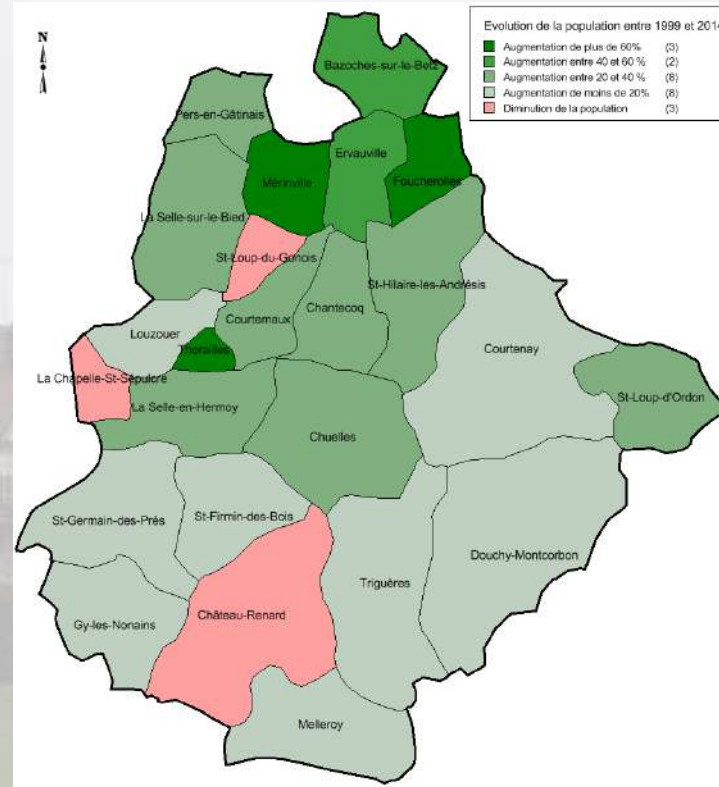 Evolution de la population entre 1999 et 2014
Augmentation de plus de 60% (3)
Augmentation entre 40 et 60 % (2)
Augmentation entre 20 et 40 % (8)
Augmentation de moins de 20% (8)
Diminution de la population (3)
N
Bazoches-sur-le-Betz
Pers-en-Gâtinais
Ervauville
Mérinville
Foucherolles
La Selle-sur-le-Bied
St-Loup-du-Gonois
St-Hilaire-les-Andrésis
Chantecoq
Courtemaux
Louzouer
Thorailles
Courtenay
La Chapelle-St-Sépulcre
St-Loup-d'Ordon
La Selle-en-Hermoy
Chuelles
St-Germain-des-Prés
St-Firmin-des-Bois
Douchy-Montcorbon
Triguères
Château-Renard
Gy-les-Nonains
Melleroy